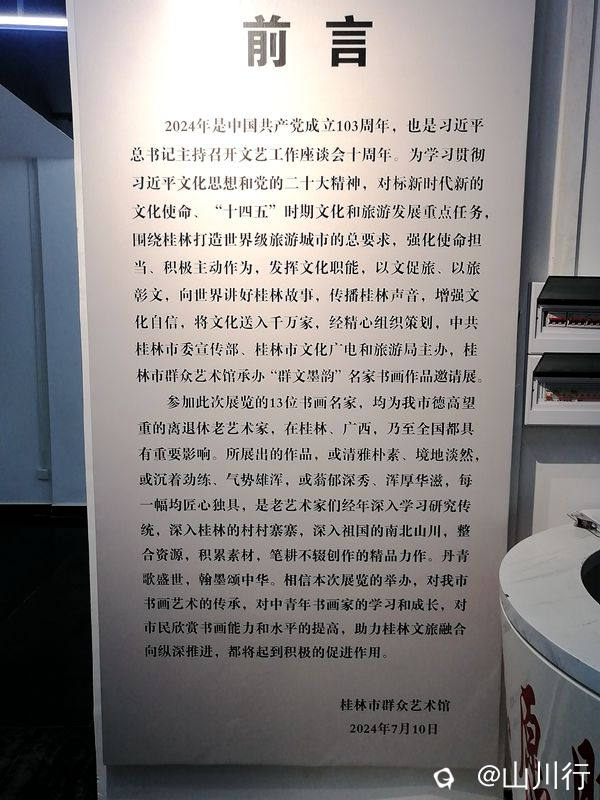 前言
2024年是中国共产党成立103周年，也是习近平
总书记主持召开文艺工作座谈会十周年。为学习贯彻
习近平文化思想和党的二十大精神，对标新时代新的
文化使命、“十四五”时期文化和旅游发展重点任务，
围绕桂林打造世界级旅游城市的总要求，强化使命担
当、积极主动作为，发挥文化职能，以文促旅、以旅
彰文，向世界讲好桂林故事，传播桂林声音，增强文
化自信，将文化送入千万家，经精心组织策划，中共
桂林市委宣传部、桂林市文化广电和旅游局主办，桂
林市群众艺术馆承办“群文墨韵”名家书画作品邀请展。
参加此次展览的13位书画名家，均为我市德高望
重的离退休老艺术家，在桂林、广西，乃至全国都具
有重要影响。所展出的作品，或清雅朴素、境地淡然，
或沉着劲练、气势雄浑，或蓊郁深秀、浑厚华滋，每
一幅均匠心独具，是老艺术家们经年深入学习研究传
统，深入桂林的村村寨寨，深入祖国的南北山川，整
合资源，积累素材，笔耕不辍创作的精品力作。丹青
歌盛世，翰墨颂中华。相信本次展览的举办，对我市
书画艺术的传承，对中青年书画家的学习和成长，对
市民欣赏书画能力和水平的提高，助力桂林文旅融合
向纵深推进，都将起到积极的促进作用。
桂林市群众艺术馆
2024年7月10日
@山川行